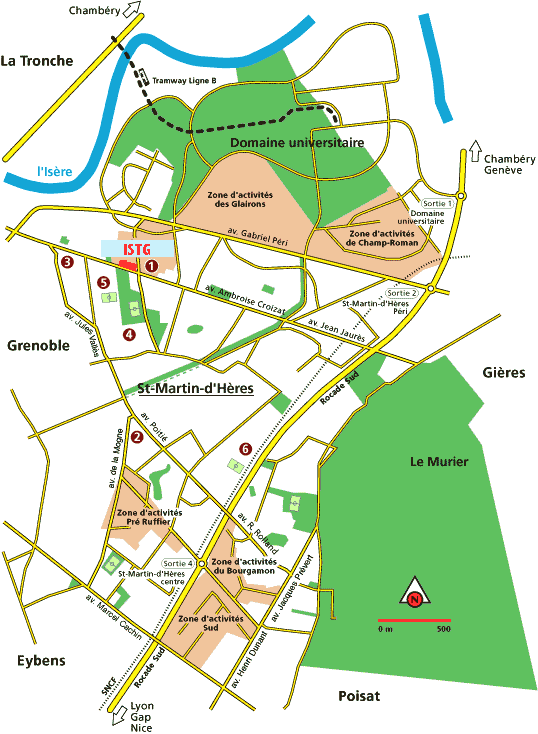 Chambéry
La Tronche
Tramway Ligne B
Domaine universitaire
l'Isère
Chambéry
Genève
Zone d'activités
des Glairons
Sortie 1
Domaine
universitaire
Zone d'activités
de Champ-Roman
av. Gabriel Péri
ISTG
3
1
5
4
Sortie 2
St-Martin-d'Hères
Péri
av. Ambroise Croizat
av. Jean Jaurès
av. Jules Valès
Grenoble
Gières
St-Martin-d'Hères
Rocade Sud
av. Potié
2
6
av. de la Mogne
Le Murier
Zone d'activités
Pré Ruffier
av. R. Rolland
Sortie 4
St-Martin-d'Hères
centre
Zone d'activités
du Bourgamon
av. Jacques Prévert
av. Marcel Cachin
Zone d'activités
Sud
N
0 m
500
av. Henri Dunant
Eybens
SNCF
Rocade Sud
Poisat
Lyon
Gap
Nice